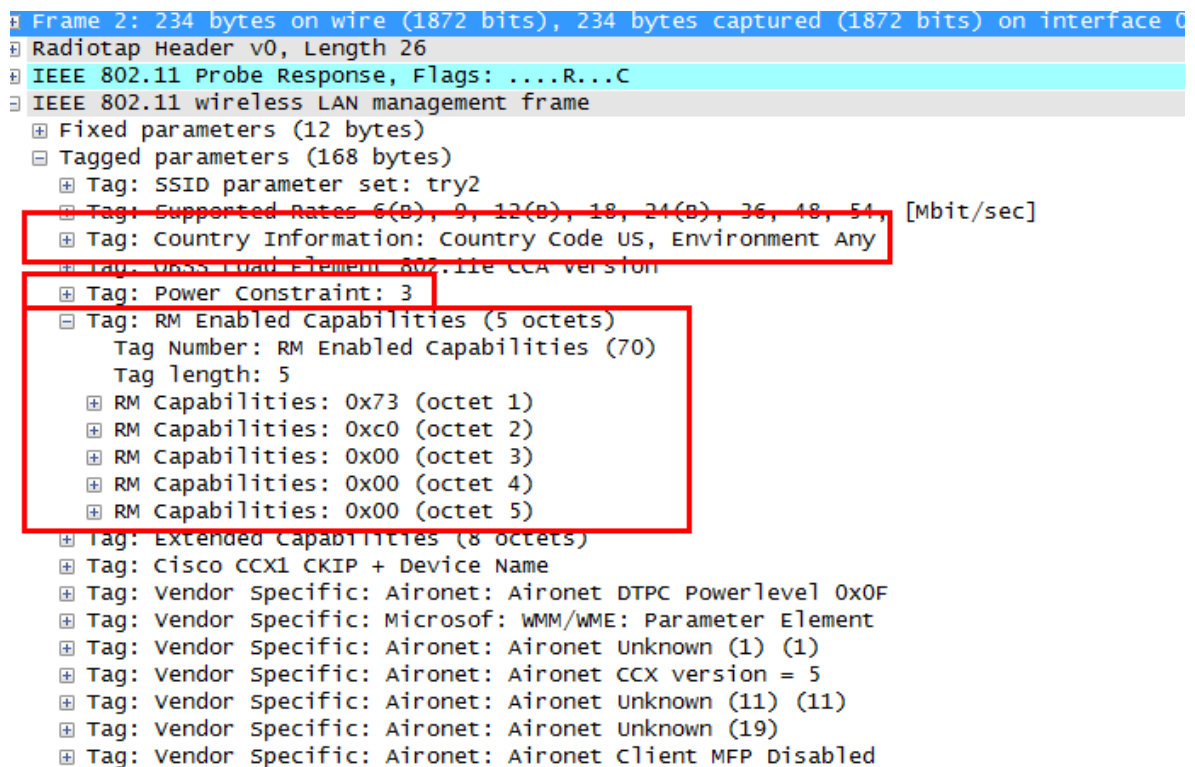 Frame 2: 234 bytes on wire (1872 bits), 234 bytes captured (1872 bits) on interface 0
Radiotap Header v0, Length 26
IEEE 802.11 Probe Response, Flags: ....R...C
IEEE 802.11 wireless LAN management frame
Fixed parameters (12 bytes)
Tagged parameters (168 bytes)
Tag: SSID parameter set: try2
Tag: Supported Rates 6(B), 9, 12(B), 18, 24(B), 36, 48, 54, [Mbit/sec]
Tag: Country Information: Country Code US, Environment Any
Tag: QBSS Load Element 802.11e CCA Version
Tag: Power Constraint: 3
Tag: RM Enabled Capabilities (5 octets)
Tag Number: RM Enabled Capabilities (70)
Tag length: 5
RM Capabilities: 0x73 (octet 1)
RM Capabilities: 0xc0 (octet 2)
RM Capabilities: 0x00 (octet 3)
RM Capabilities: 0x00 (octet 4)
RM Capabilities: 0x00 (octet 5)
Tag: Extended Capabilities (8 octets)
Tag: Cisco CCX1 CKIP + Device Name
Tag: Vendor Specific: Aironet: Aironet DTPC Powerlevel 0x0F
Tag: Vendor Specific: Microsof: WMM/WME: Parameter Element
Tag: Vendor Specific: Aironet: Aironet Unknown (1) (1)
Tag: Vendor Specific: Aironet: Aironet CCX version = 5
Tag: Vendor Specific: Aironet: Aironet Unknown (11) (11)
Tag: Vendor Specific: Aironet: Aironet Unknown (19)
Tag: Vendor Specific: Aironet: Aironet Client MFP Disabled